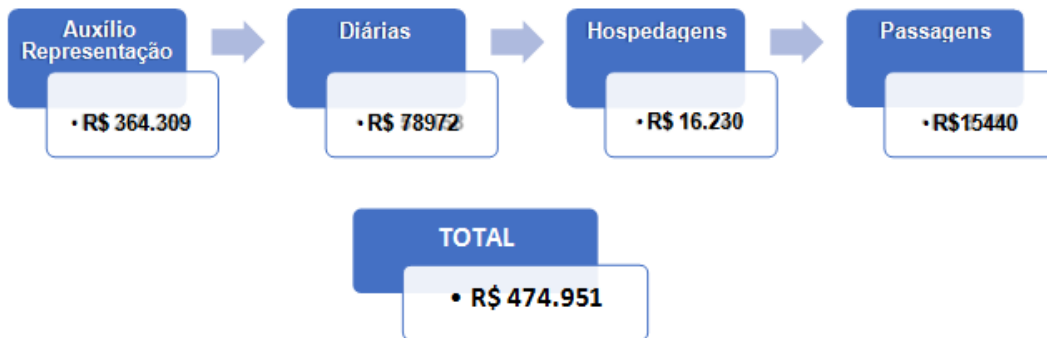 Auxílio
Representação
• R$ 364.309
Diárias
• R$ 78972
Hospedagens
• R$ 16.230
Passagens
• R$15440
TOTAL
• R$ 474.951